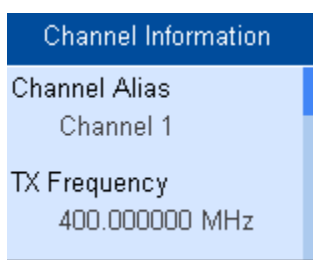 Channel Information
Channel Alias
Channel 1
TX Frequency
400.000000 MHz